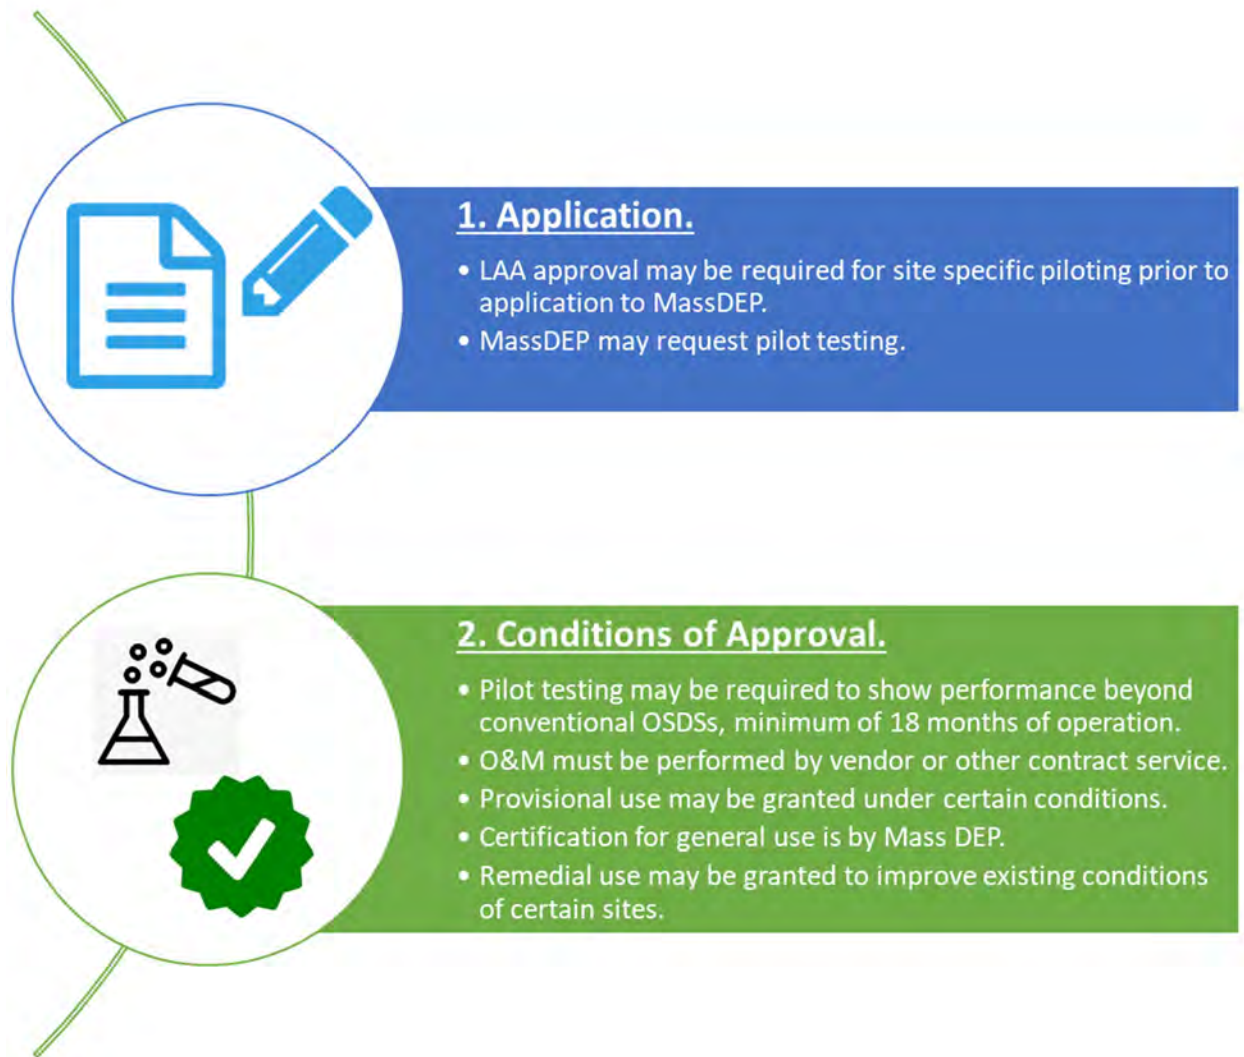 1. Application.
• LAA approval may be required for site specific piloting prior to
application to MassDEP.
• MassDEP may request pilot testing.
2. Conditions of Approval.
• Pilot testing may be required to show performance beyond
conventional OSDSs, minimum of 18 months of operation.
• O&M must be performed by vendor or other contract service.
• Provisional use may be granted under certain conditions.
• Certification for general use is by Mass DEP.
• Remedial use may be granted to improve existing conditions
of certain sites.